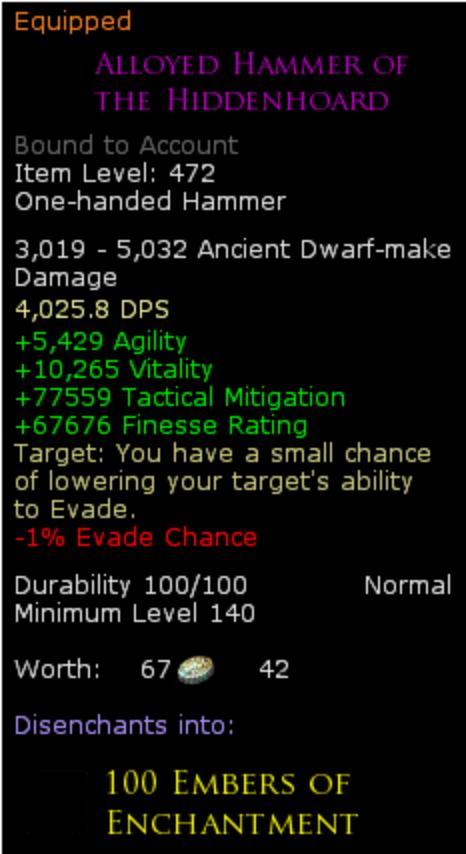 Equipped
Alloyed Hammer of
the Hiddenhoard
Bound to Account
Item Level: 472
One-handed Hammer
3,019 - 5,032 Ancient Dwarf-make
Damage
4,025.8 DPS
+5,429 Agility
+10,265 Vitality
+77559 Tactical Mitigation
+67676 Finesse Rating
Target: You have a small chance
of lowering your target's ability
to Evade.
-1% Evade Chance
Durability 100/100 Normal
Minimum Level 140
Worth: 67 42
Disenchants into:
100 Embers of
Enchantment